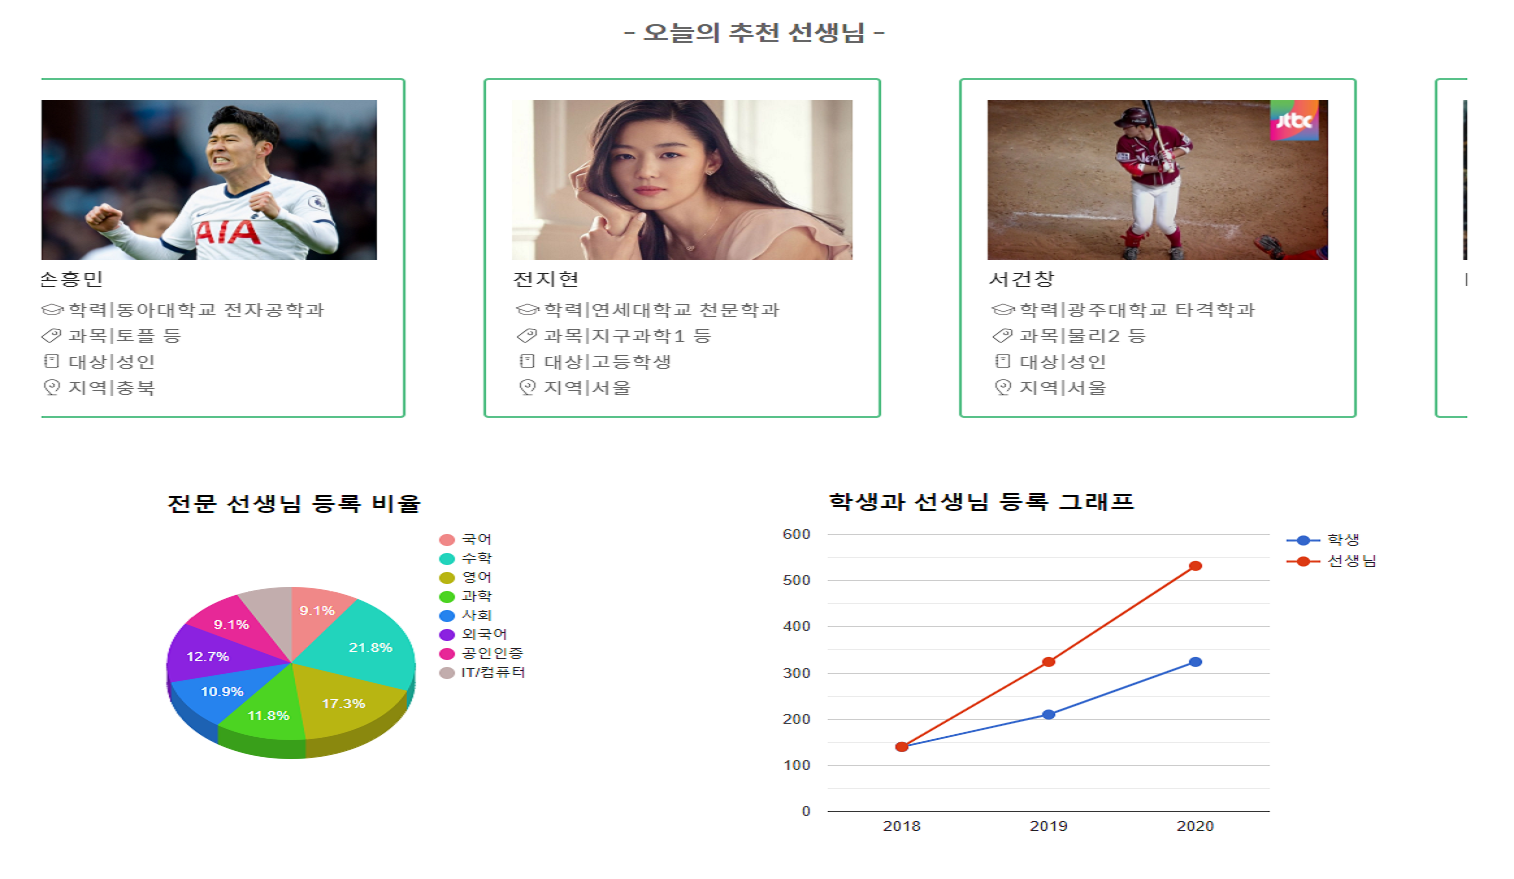 - 오늘의 추천 선생님 -
AIA
jtbc
손흥민
학력|동아대학교 전자공학과
과목|토플 등
대상|성인
지역|충북
전지현
학력|연세대학교 천문학과
과목|지구과학1 등
대상|고등학생
지역|서울
서건창
학력|광주대학교 타격학과
과목|물리2 등
대상|성인
지역|서울
전문 선생님 등록 비율
국어
수학
영어
과학
사회
외국어
공인인증
IT/컴퓨터
9.1%
21.8%
17.3%
11.8%
10.9%
12.7%
9.1%
학생과 선생님 등록 그래프
600
500
400
300
200
100
0
2018 2019 2020
학생
선생님